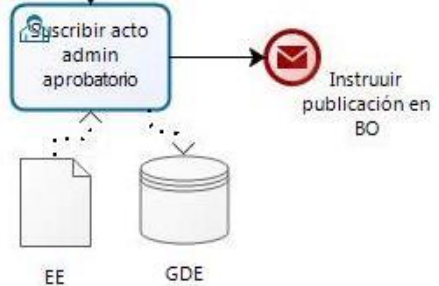 Suscribir acto
admin
aprobatorio
Instruuir
publicación en
BO
EE
GDE